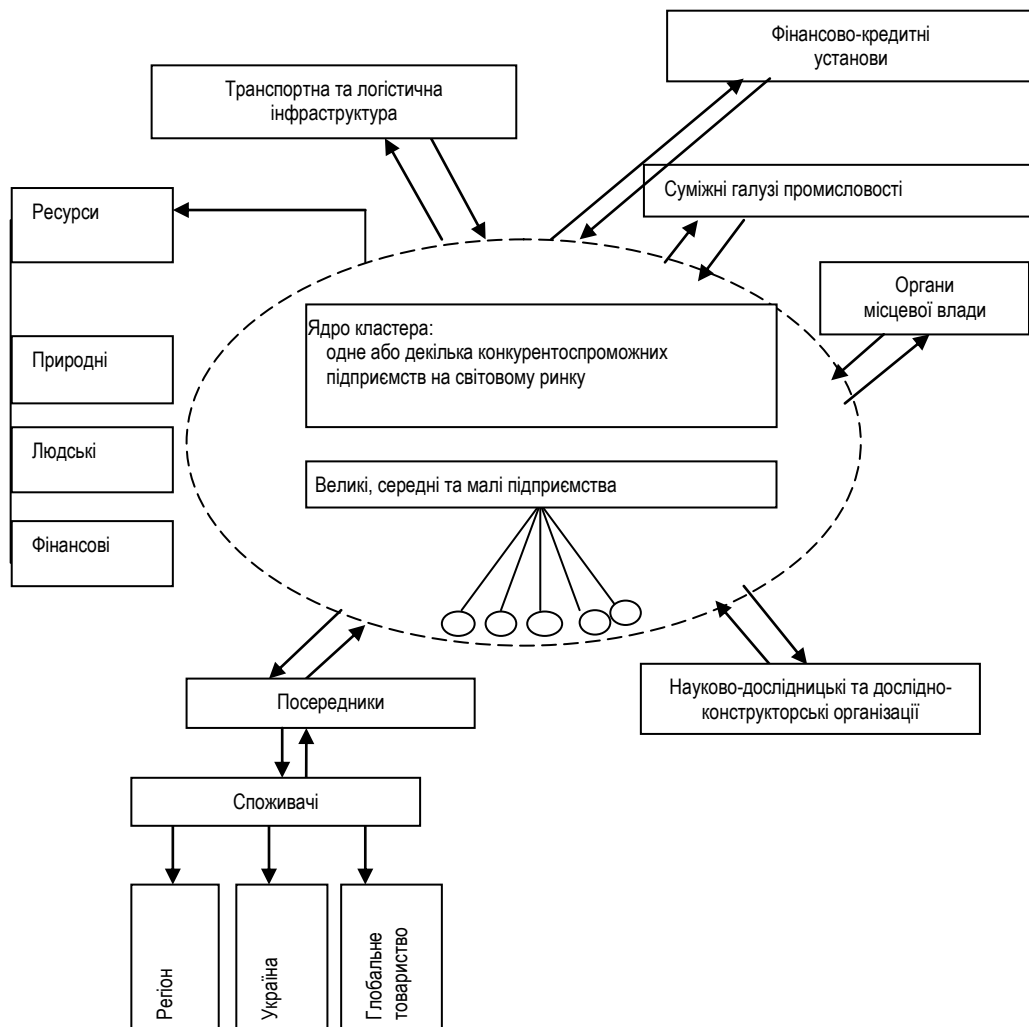 Фінансово-кредитні
установи
Транспортна та логістична
інфраструктура
Суміжні галузі промисловості
Ресурси
Органи
місцевої влади
Ядро кластера:
одне або декілька конкурентоспроможних
підприємств на світовому ринку
Природні
Людські
Великі, середні та малі підприємства
Фінансові
Посередники
Науково-дослідницькі та дослідно-
конструкторські організації
Споживачі
Регіон
Україна
Глобальне
товариство